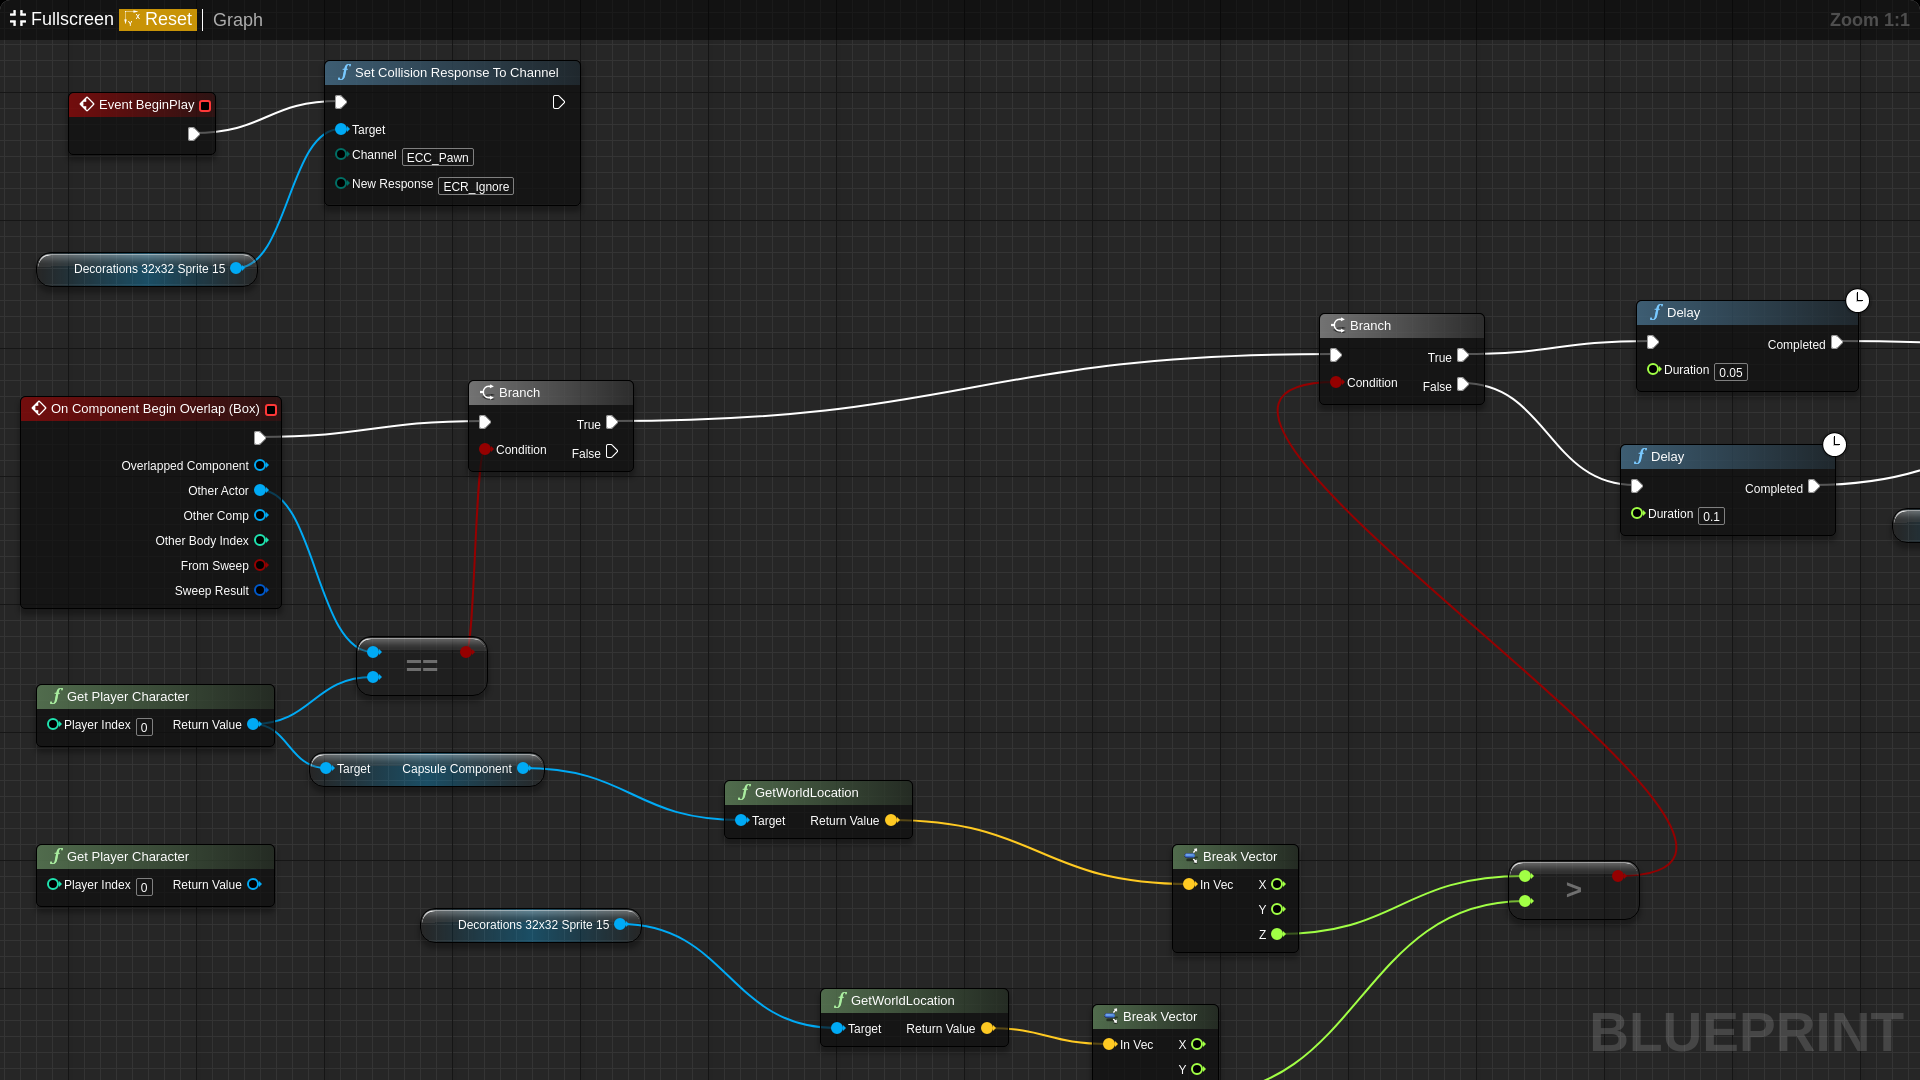 Fullscreen Reset Graph Zoom 1:1
Set Collision Response To Channel
Target
Channel ECC_Pawn
New Response ECR_Ignore
Event BeginPlay
Decorations 32x32 Sprite 15
On Component Begin Overlap (Box)
Overlapped Component
Other Actor
Other Comp
Other Body Index
From Sweep
Sweep Result
Branch
True
Condition
False
Branch
True
Condition
False
Delay
Completed
Duration 0.05
Delay
Completed
Duration 0.1
==
Get Player Character
Player Index 0 Return Value
Target Capsule Component
GetWorldLocation
Target Return Value
Get Player Character
Player Index 0 Return Value
Break Vector
In Vec X
Y
Z
>
Decorations 32x32 Sprite 15
GetWorldLocation
Target Return Value
Break Vector
In Vec X
Y
BLUEPRINT